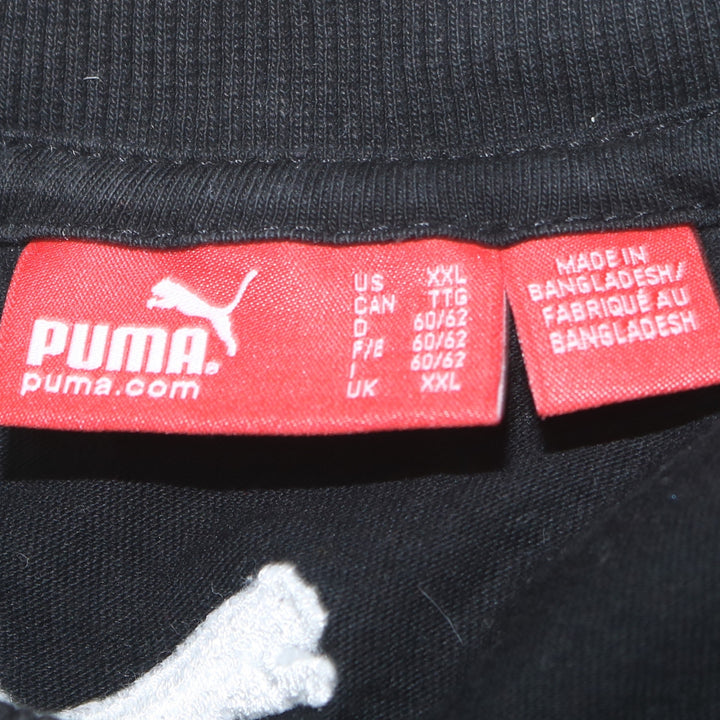 PUMA®
puma.com
US XXL
CAN TTG
D 60/62
F/B 60/62
I 60/62
UK XXL
MADE IN
BANGLADESH/
FABRIQUÉ AU
BANGLADESH